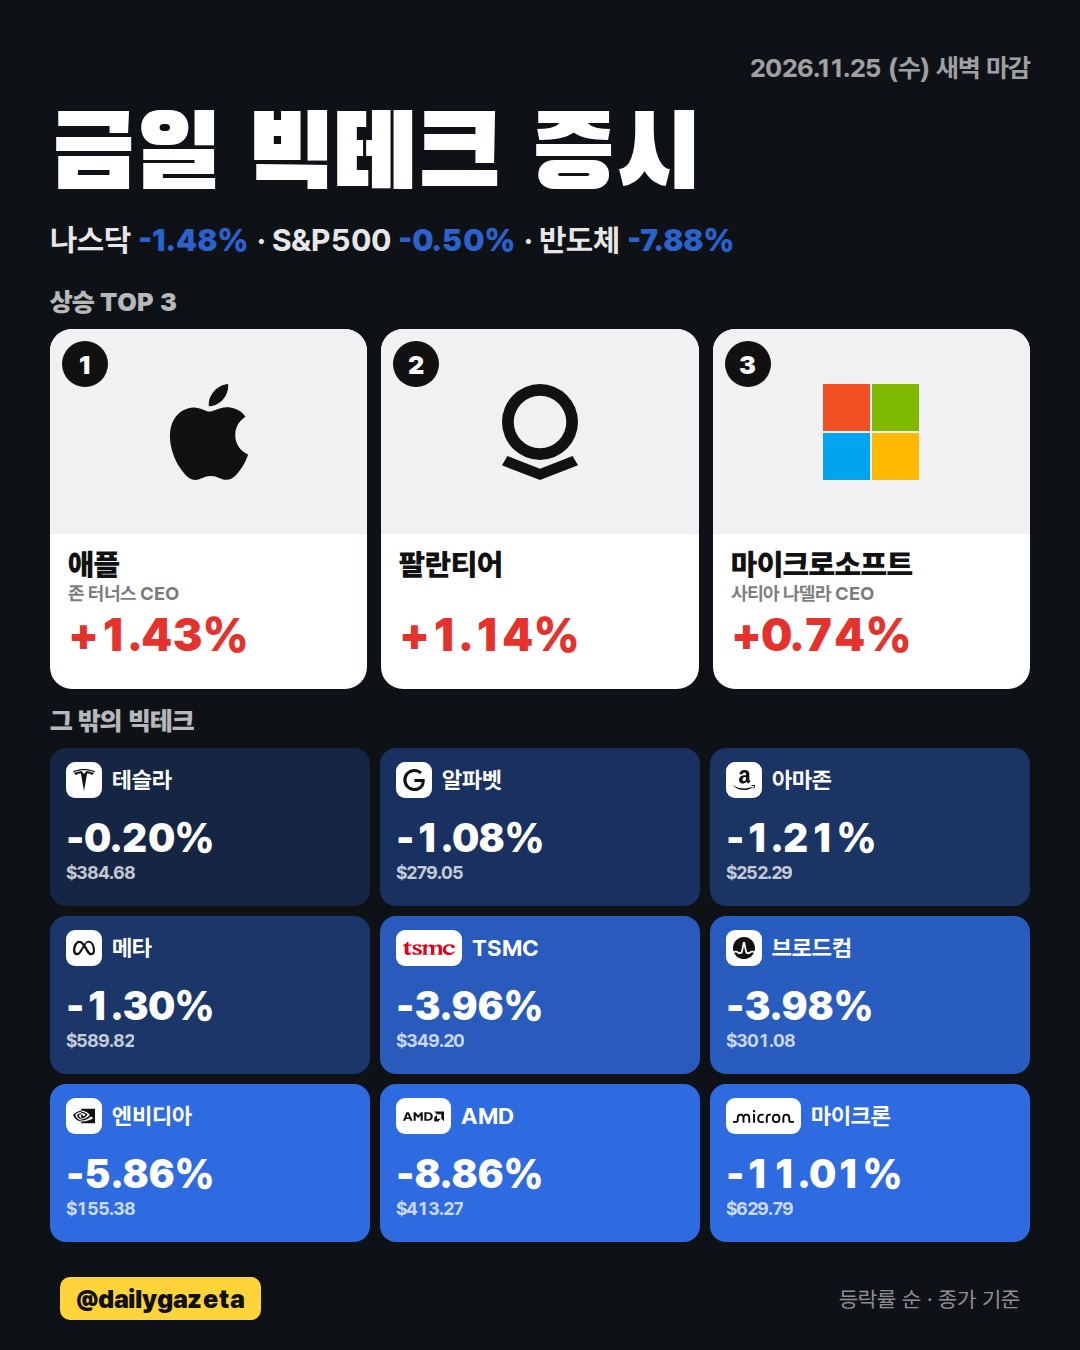 2026.11.25 (수) 새벽 마감
금일 빅테크 증시
나스닥 -1.48% · S&P500 -0.50% · 반도체 -7.88%
상승 TOP 3
1
2
3
애플
존 터너스 CEO
+1.43%
팔란티어
+1.14%
마이크로소프트
사티아 나델라 CEO
+0.74%
그 밖의 빅테크
테슬라
-0.20%
$384.68
알파벳
-1.08%
$279.05
a 아마존
-1.21%
$252.29
메타
-1.30%
$589.82
tsmc TSMC
-3.96%
$349.20
브로드컴
-3.98%
$301.08
엔비디아
-5.86%
$155.38
AMD AMD
-8.86%
$413.27
micron 마이크론
-11.01%
$629.79
@dailygazeta
등락률 순 · 종가 기준